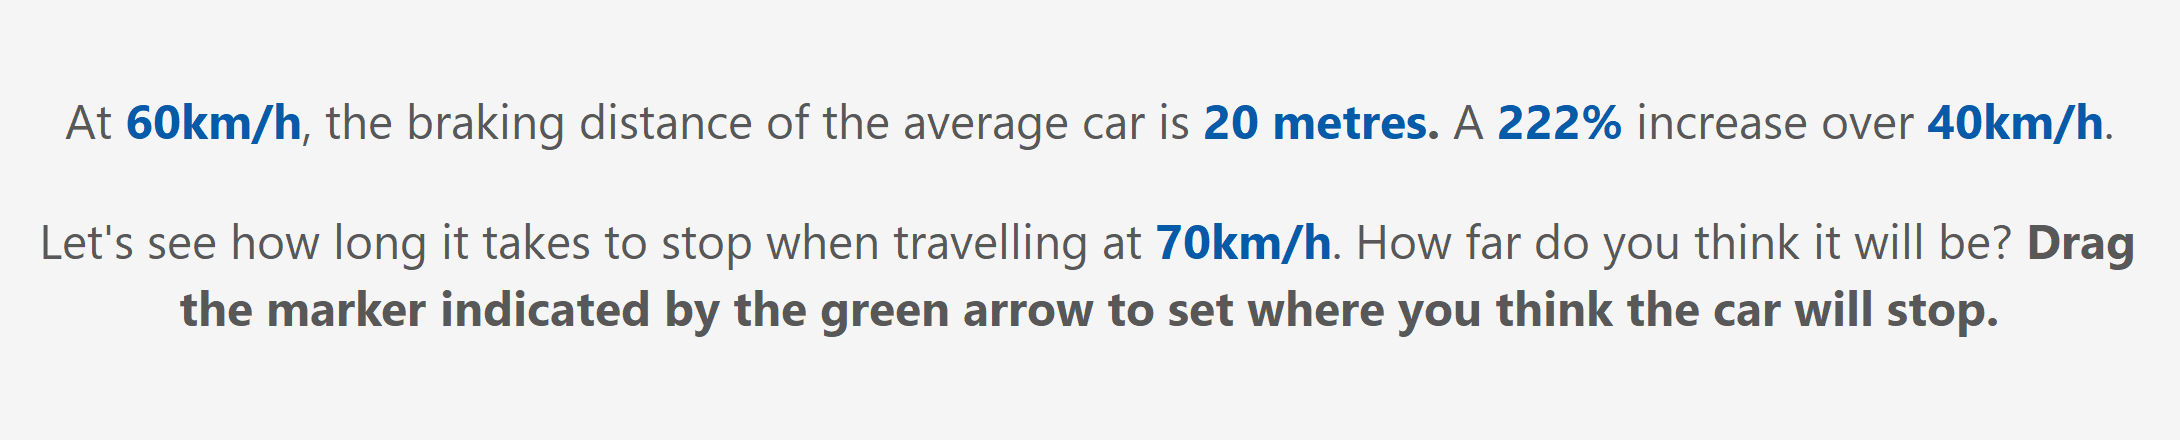 At 60km/h, the braking distance of the average car is 20 metres. A 222% increase over 40km/h.
Let's see how long it takes to stop when travelling at 70km/h. How far do you think it will be? Drag
the marker indicated by the green arrow to set where you think the car will stop.